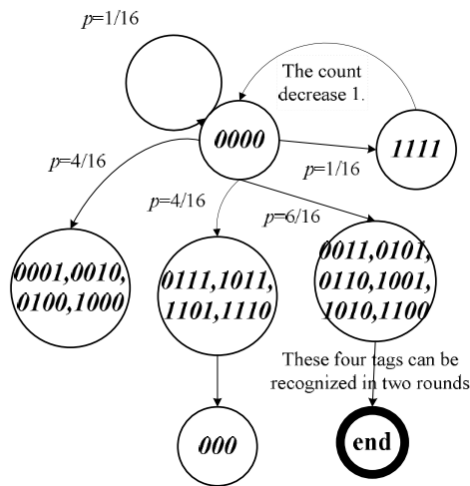 p=1/16
The count
decrease 1.
0000
1111
p=4/16
p=1/16
p=4/16
p=6/16
0001,0010,
0100,1000
0111,1011,
1101,1110
0011,0101,
0110,1001,
1010,1100
These four tags can be
recognized in two rounds
000
end